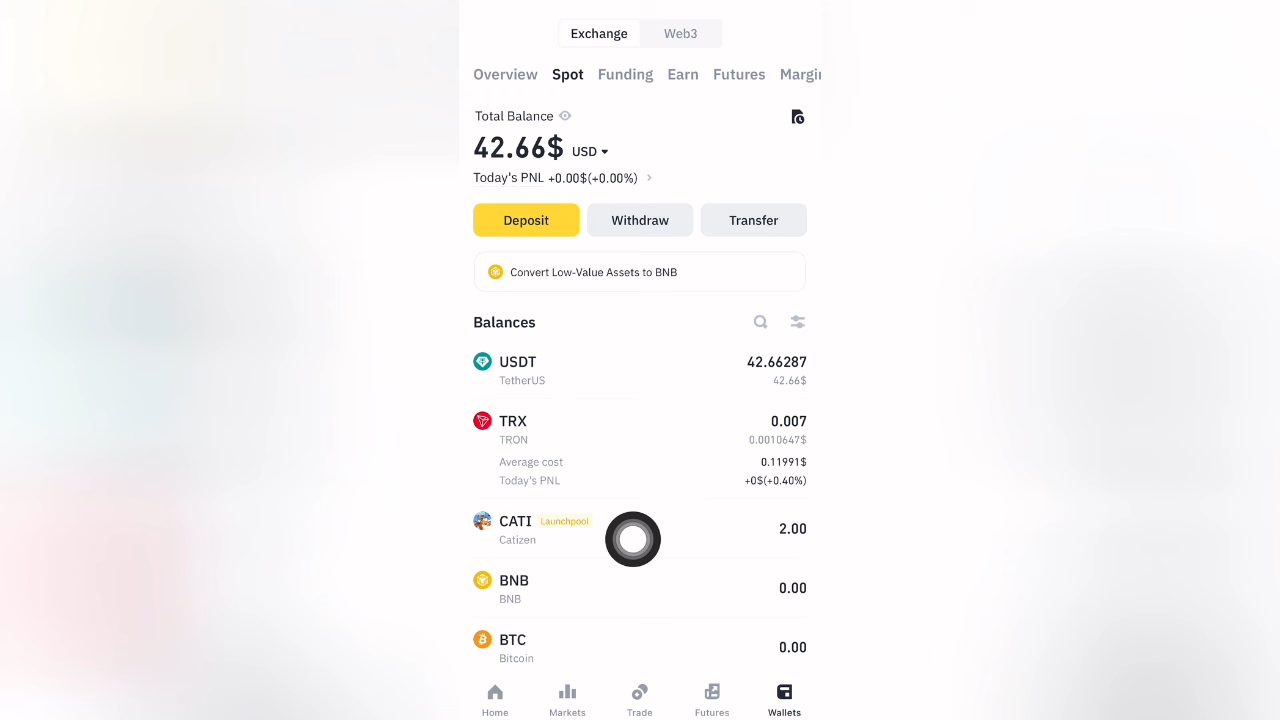 Exchange Web3
Overview Spot Funding Earn Futures Margin
Total Balance
42.66$ USD
Today's PNL +0.00$(+0.00%)
Deposit Withdraw Transfer
Convert Low-Value Assets to BNB
Balances
USDT 42.66287
TetherUS 42.66$
TRX 0.007
TRON 0.0010647$
Average cost 0.11991$
Today's PNL +0$(+0.40%)
CATI Launchpool 2.00
Catizen
BNB 0.00
BNB
BTC 0.00
Bitcoin
Home Markets Trade Futures Wallets